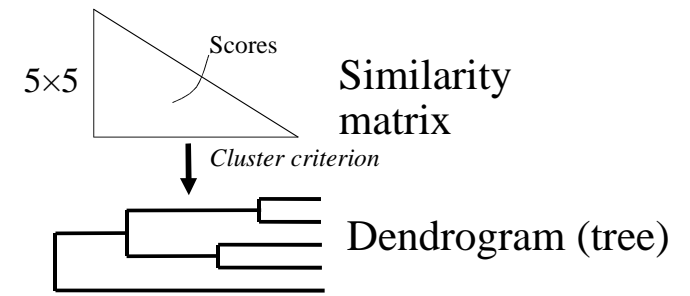 Scores
5×5
Similarity
matrix
Cluster criterion
Dendrogram (tree)